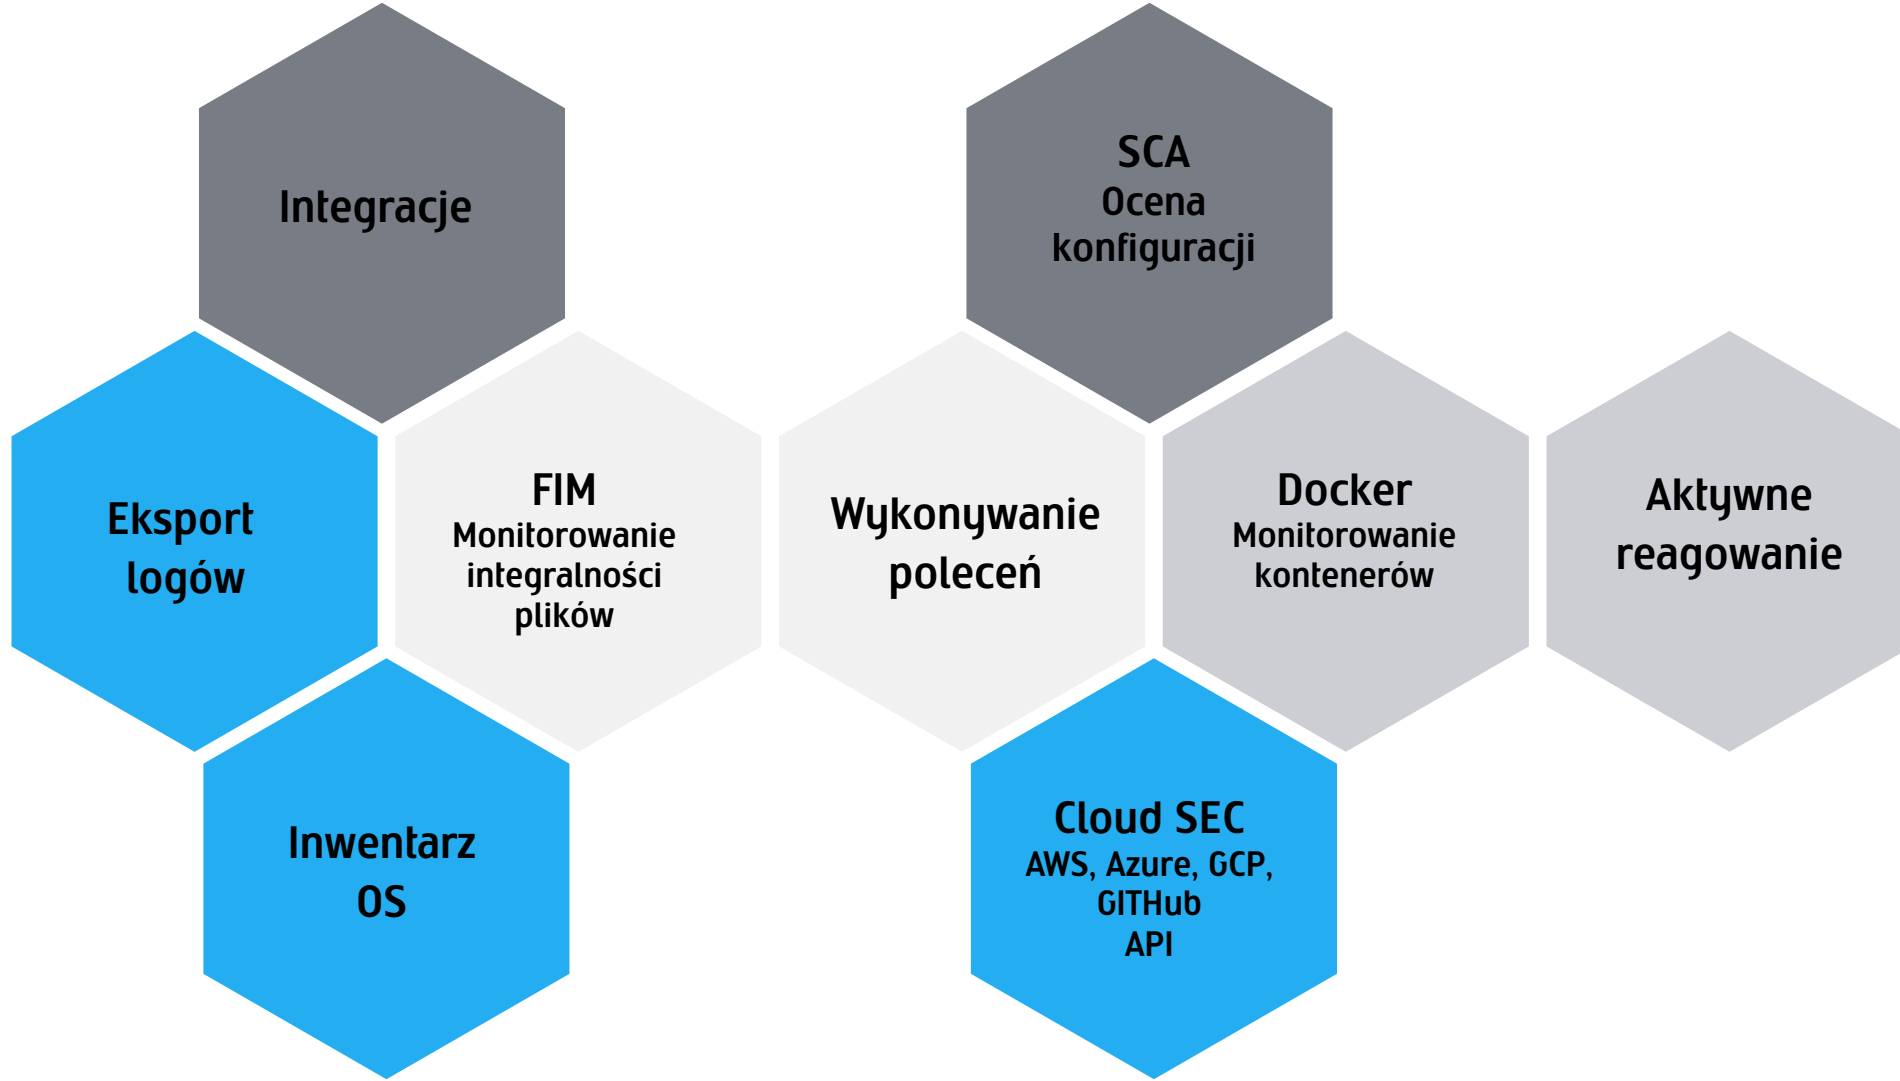 Integracje
SCA
Ocena
konfiguracji
Eksport
logów
FIM
Monitorowanie
integralności
plików
Wykonywanie
poleceń
Docker
Monitorowanie
kontenerów
Aktywne
reagowanie
Inwentarz
OS
Cloud SEC
AWS, Azure, GCP,
GITHub
API